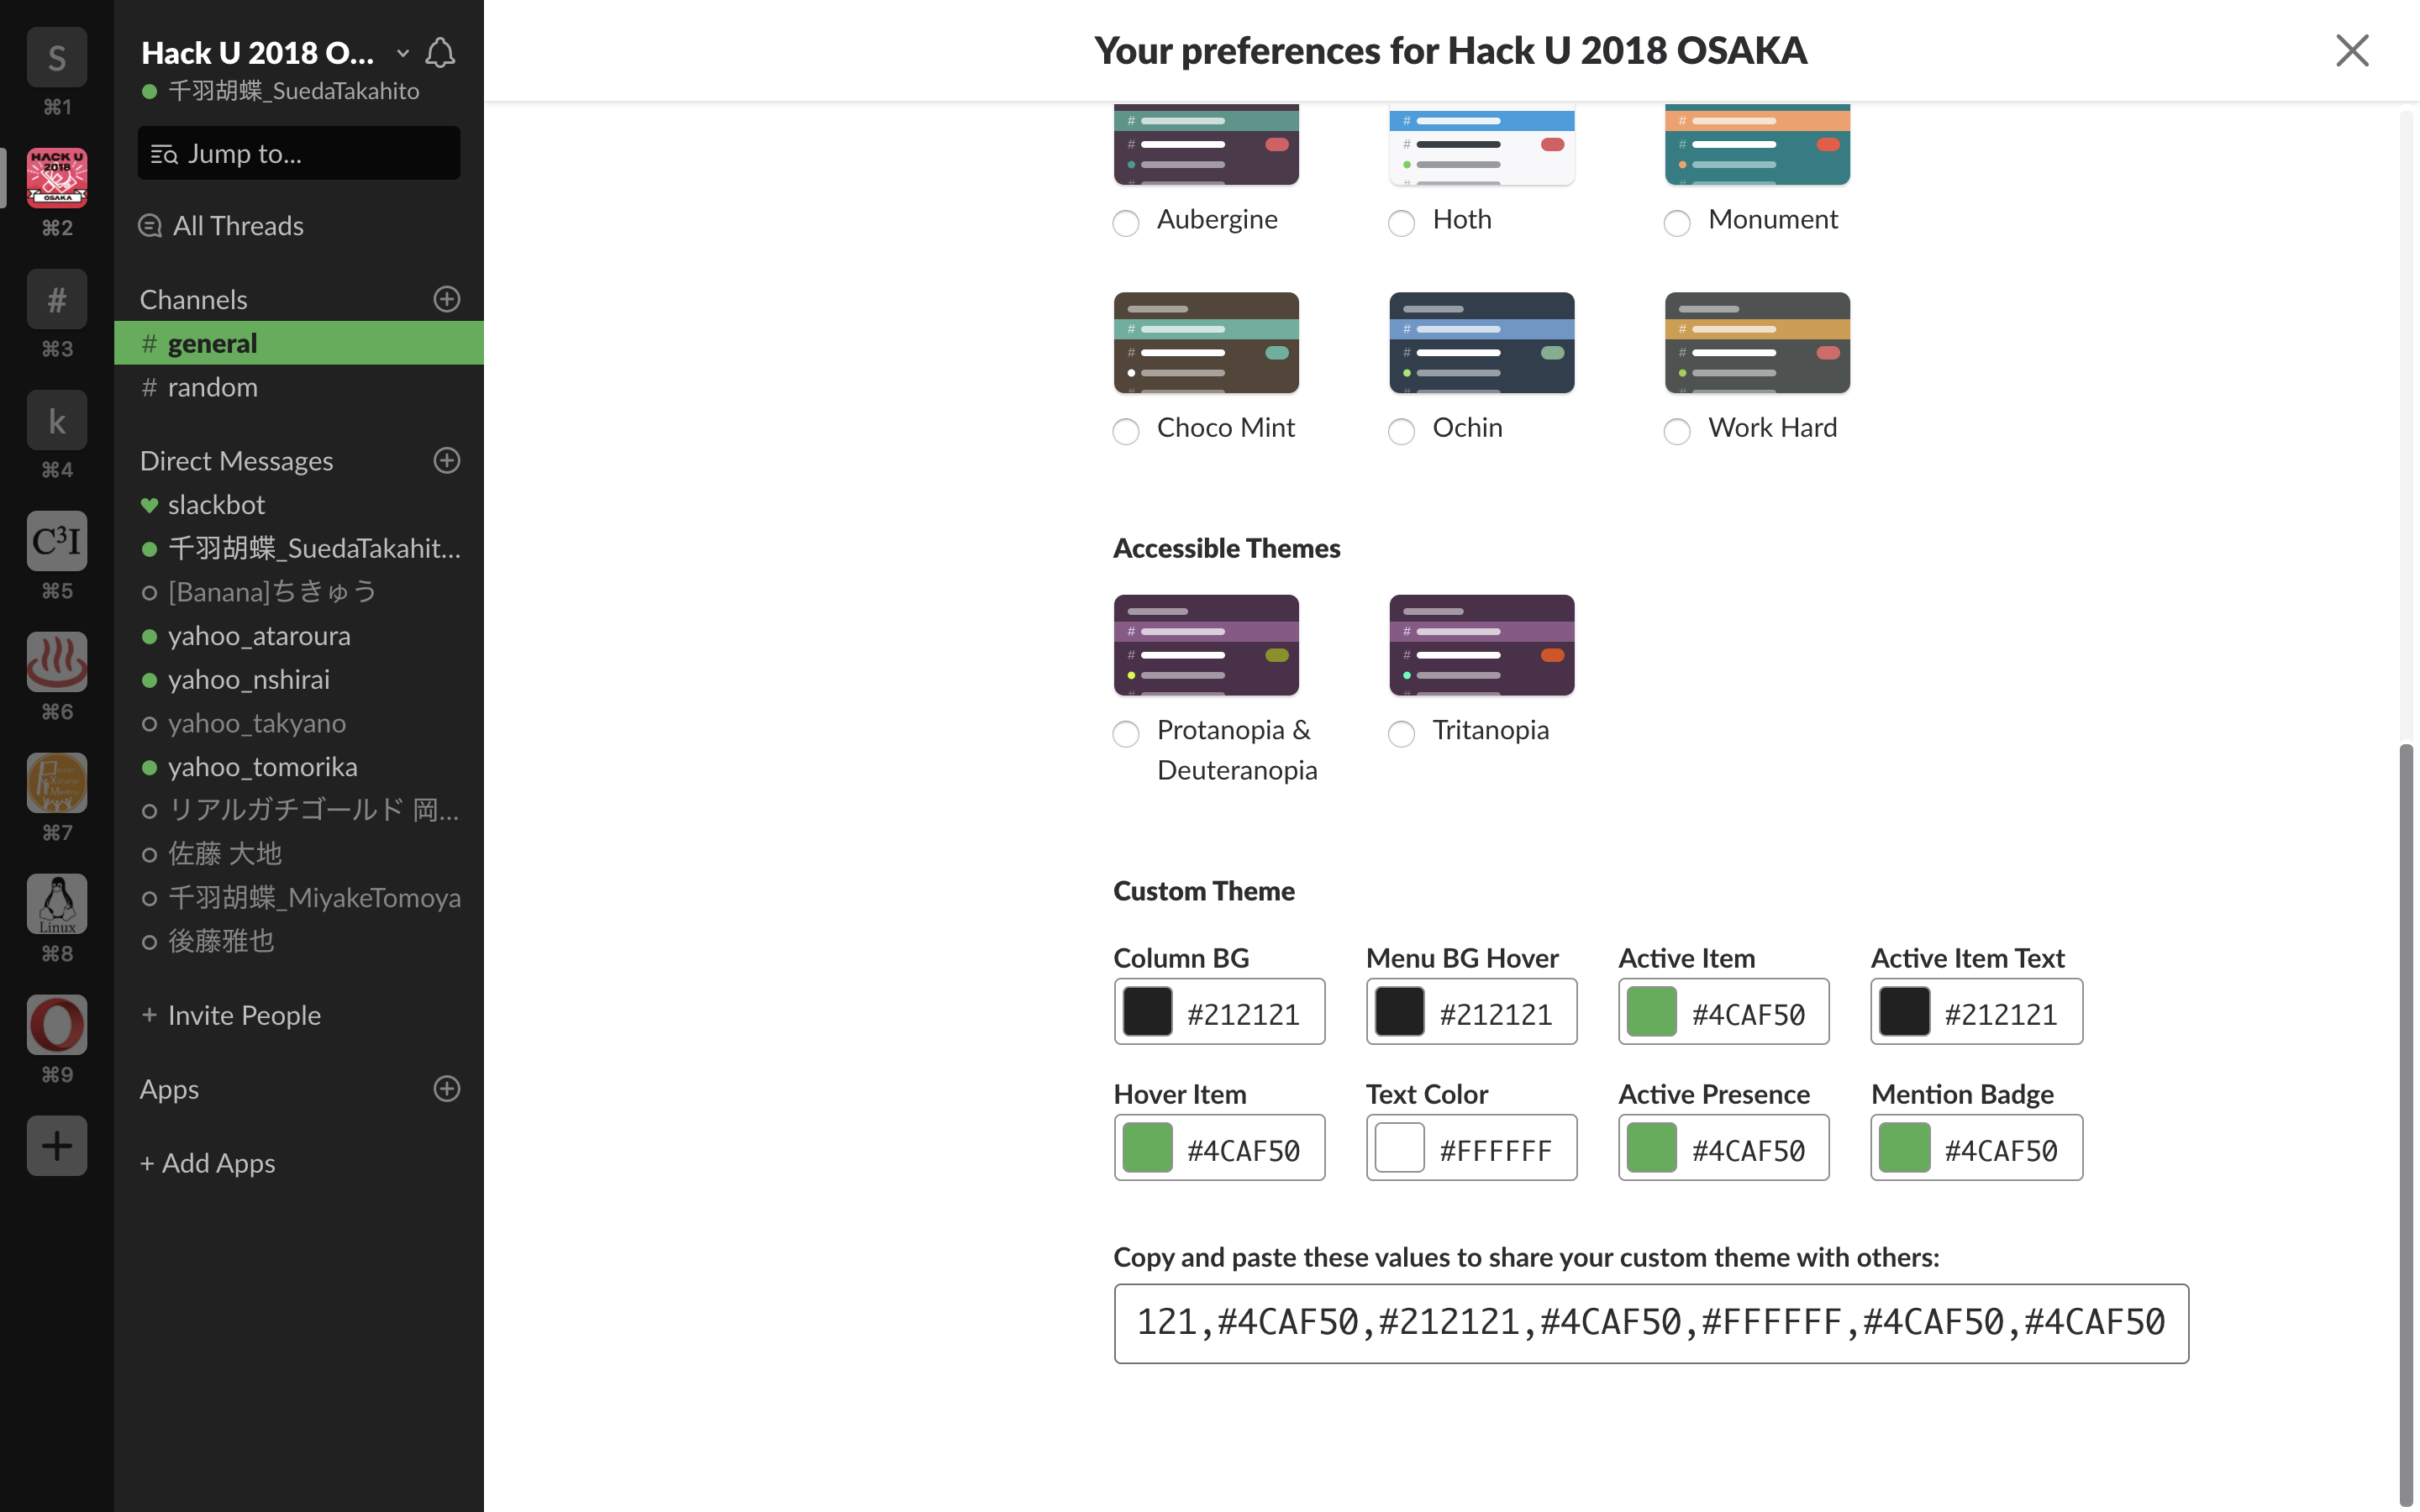 S
⌘1
HACK U
2018
OSAKA
⌘2
#
⌘3
k
⌘4
C³I
⌘5
⌘6
⌘7
Linux
⌘8
⌘9
+
Hack U 2018 O...
千羽胡蝶_SuedaTakahito
Jump to...
All Threads
Channels
# general
# random
Direct Messages
slackbot
千羽胡蝶_SuedaTakahit...
[Banana]ちきゅう
yahoo_ataroura
yahoo_nshirai
yahoo_takyano
yahoo_tomorika
リアルガチゴールド 岡...
佐藤 大地
千羽胡蝶_MiyakeTomoya
後藤雅也
+ Invite People
Apps
+ Add Apps
Your preferences for Hack U 2018 OSAKA
Aubergine Hoth Monument
Choco Mint Ochin Work Hard
Accessible Themes
Protanopia & Tritanopia
Deuteranopia
Custom Theme
Column BG Menu BG Hover Active Item Active Item Text
#212121 #212121 #4CAF50 #212121
Hover Item Text Color Active Presence Mention Badge
#4CAF50 #FFFFFF #4CAF50 #4CAF50
Copy and paste these values to share your custom theme with others:
121,#4CAF50,#212121,#4CAF50,#FFFFFF,#4CAF50,#4CAF50